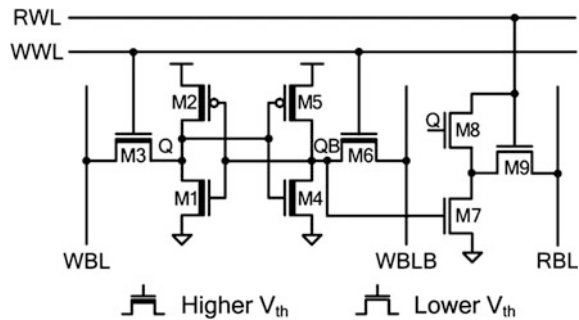 RWL
WWL
M2
M5
Q
M8
Q
QB
M3
M6
M9
M1
M4
M7
WBL
WBLB
RBL
Higher Vth
Lower Vth